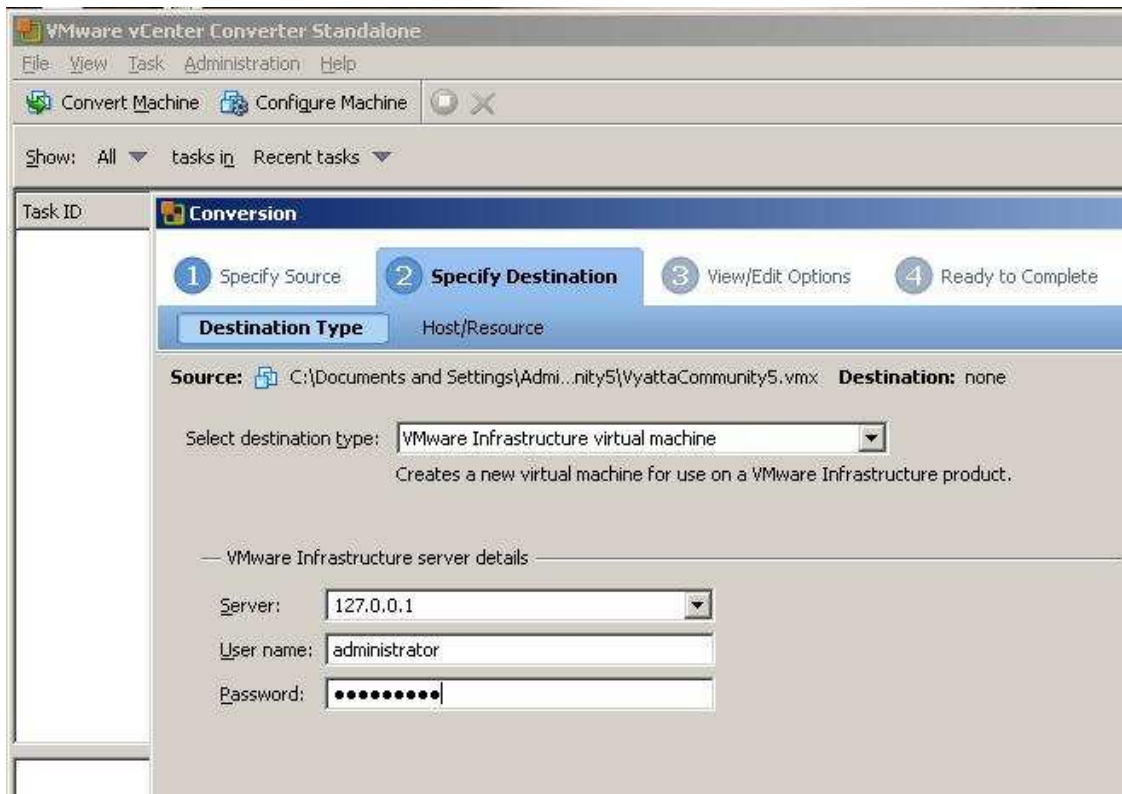 VMware vCenter Converter Standalone
File View Task Administration Help
Convert Machine Configure Machine
Show: All tasks in Recent tasks
Task ID
Conversion
1 Specify Source 2 Specify Destination 3 View/Edit Options 4 Ready to Complete
Destination Type Host/Resource
Source: C:\Documents and Settings\Admi...nity5\VyattaCommunity5.vmx Destination: none
Select destination type: VMware Infrastructure virtual machine
Creates a new virtual machine for use on a VMware Infrastructure product.
VMware Infrastructure server details
Server: 127.0.0.1
User name: administrator
Password: ●●●●●●●●●